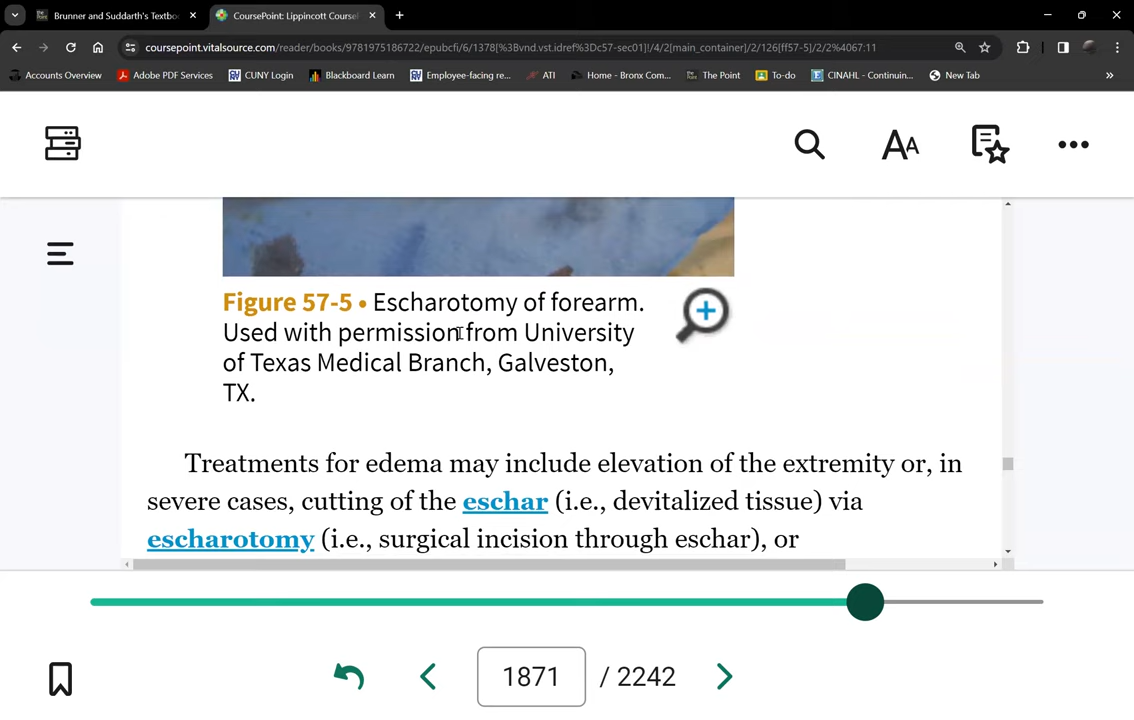 Brunner and Suddarth's Textbo
CoursePoint: Lippincott Coursel
coursepoint.vitalsource.com/reader/books/9781975186722/epubcfi/6/1378[%3Bvnd.vst.idref%3Dc57-sec01]!/4/2[main_container]/2/126[ff57-5]/2/2%4067:11
Accounts Overview
Adobe PDF Services
CUNY Login
Blackboard Learn
Employee-facing re...
ATI
Home - Bronx Com...
The Point
To-do
CINAHL - Continuin...
New Tab
»
AA
Figure 57-5 • Escharotomy of forearm.
Used with permission from University
of Texas Medical Branch, Galveston,
TX.
Treatments for edema may include elevation of the extremity or, in
severe cases, cutting of the eschar (i.e., devitalized tissue) via
escharotomy (i.e., surgical incision through eschar), or
1871 / 2242